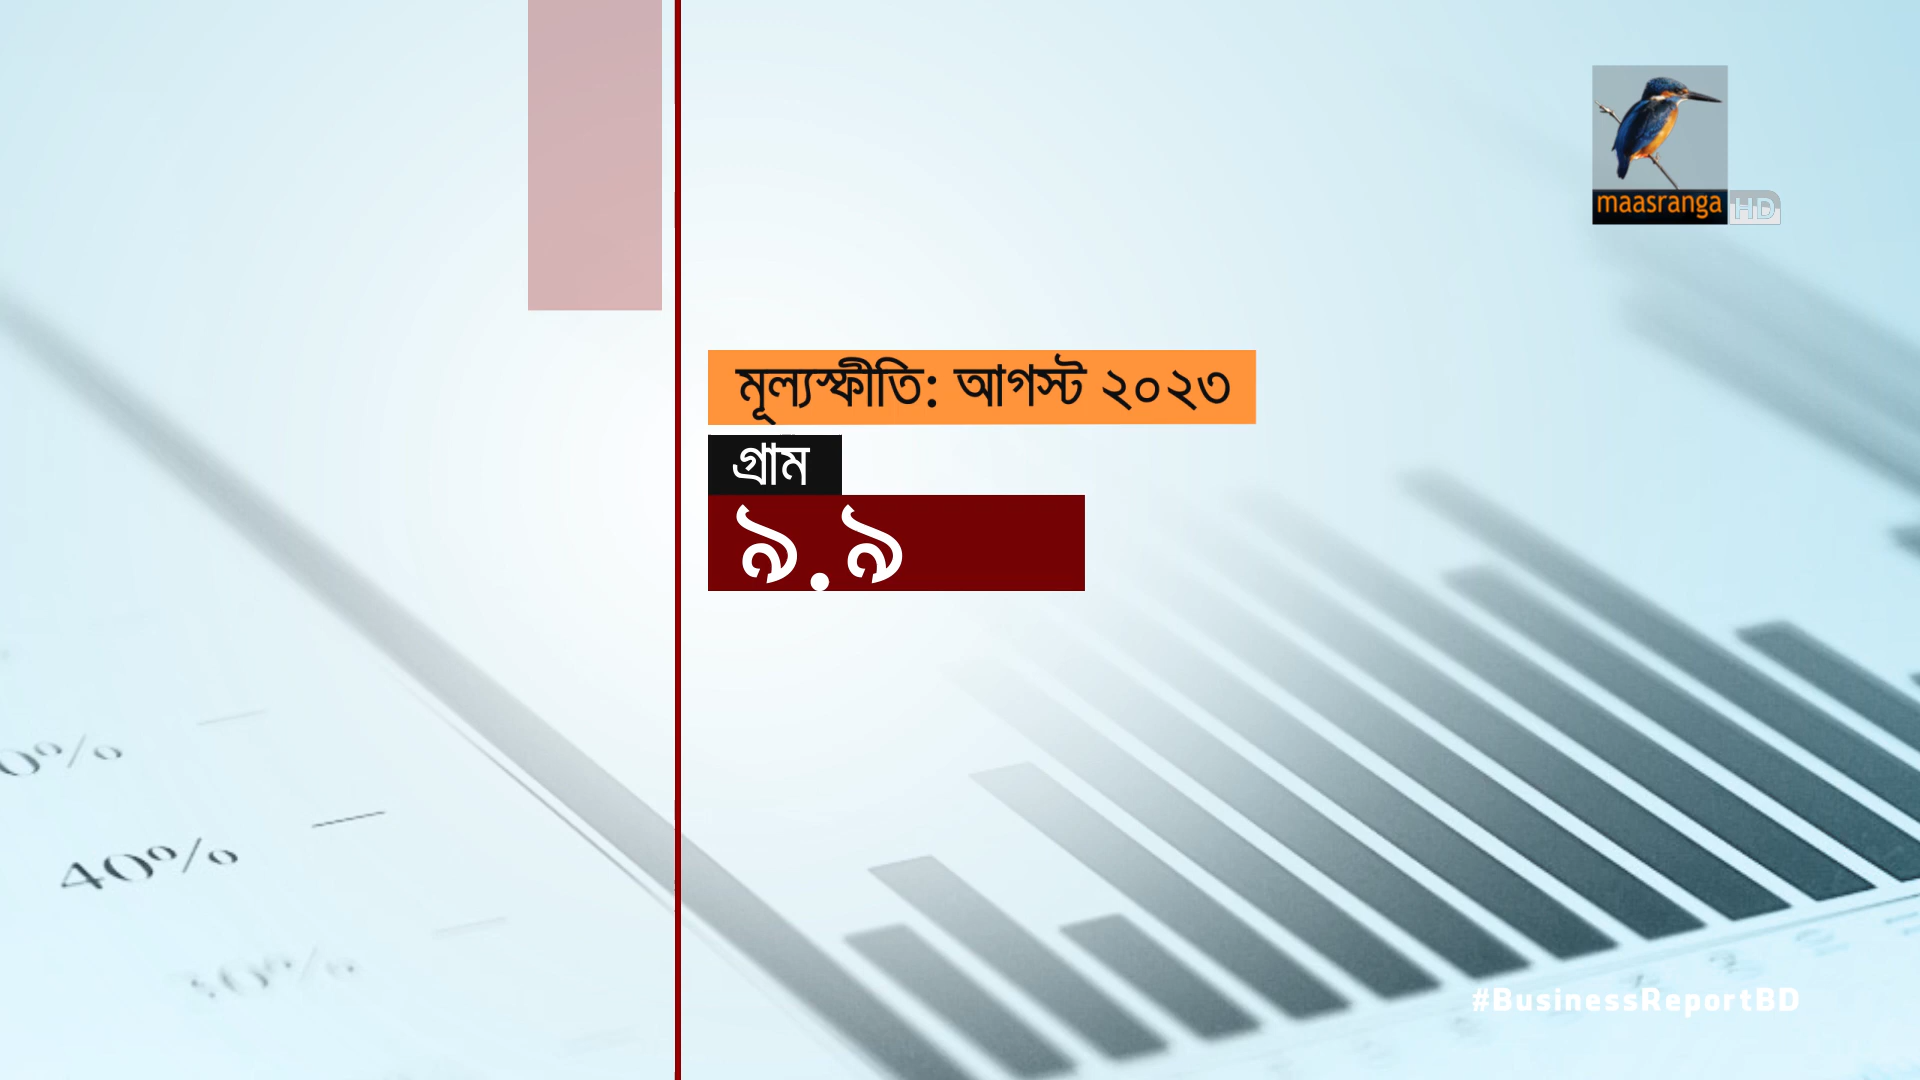 maasranga HD
মূল্যস্ফীতি: আগস্ট ২০২৩
গ্রাম
৯.৯
40%
#BusinessReportBD